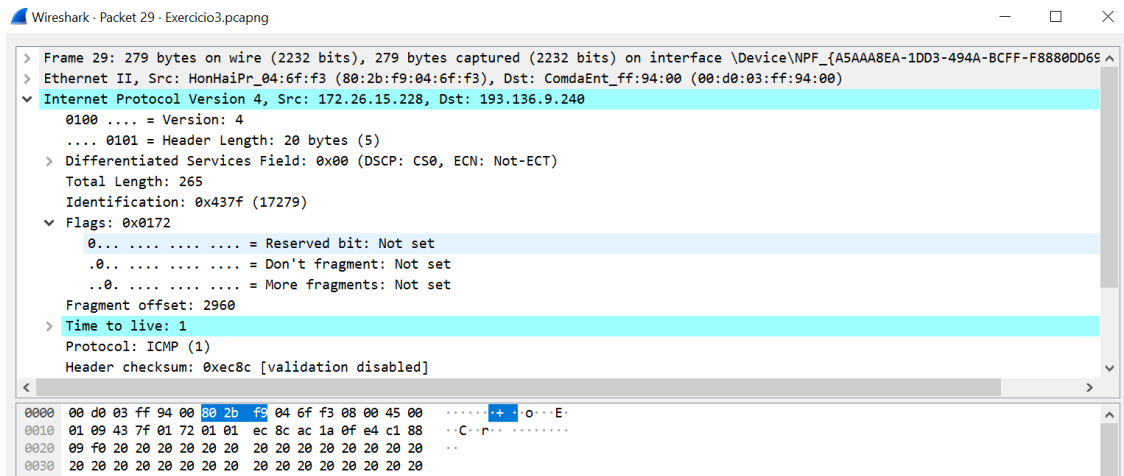 Wireshark · Packet 29 · Exercicio3.pcapng
Frame 29: 279 bytes on wire (2232 bits), 279 bytes captured (2232 bits) on interface \Device\NPF_{A5AAA8EA-1DD3-494A-BCFF-F8880DD69
Ethernet II, Src: HonHaiPr_04:6f:f3 (80:2b:f9:04:6f:f3), Dst: ComdaEnt_ff:94:00 (00:d0:03:ff:94:00)
Internet Protocol Version 4, Src: 172.26.15.228, Dst: 193.136.9.240
0100 .... = Version: 4
.... 0101 = Header Length: 20 bytes (5)
Differentiated Services Field: 0x00 (DSCP: CS0, ECN: Not-ECT)
Total Length: 265
Identification: 0x437f (17279)
Flags: 0x0172
0... .... .... .... = Reserved bit: Not set
.0.. .... .... .... = Don't fragment: Not set
..0. .... .... .... = More fragments: Not set
Fragment offset: 2960
Time to live: 1
Protocol: ICMP (1)
Header checksum: 0xec8c [validation disabled]
0000 00 d0 03 ff 94 00 80 2b f9 04 6f f3 08 00 45 00 ·······+ ··o···E·
0010 01 09 43 7f 01 72 01 01 ec 8c ac 1a 0f e4 c1 88 ··C··r·· ········
0020 09 f0 20 20 20 20 20 20 20 20 20 20 20 20 20 20 ··
0030 20 20 20 20 20 20 20 20 20 20 20 20 20 20 20 20